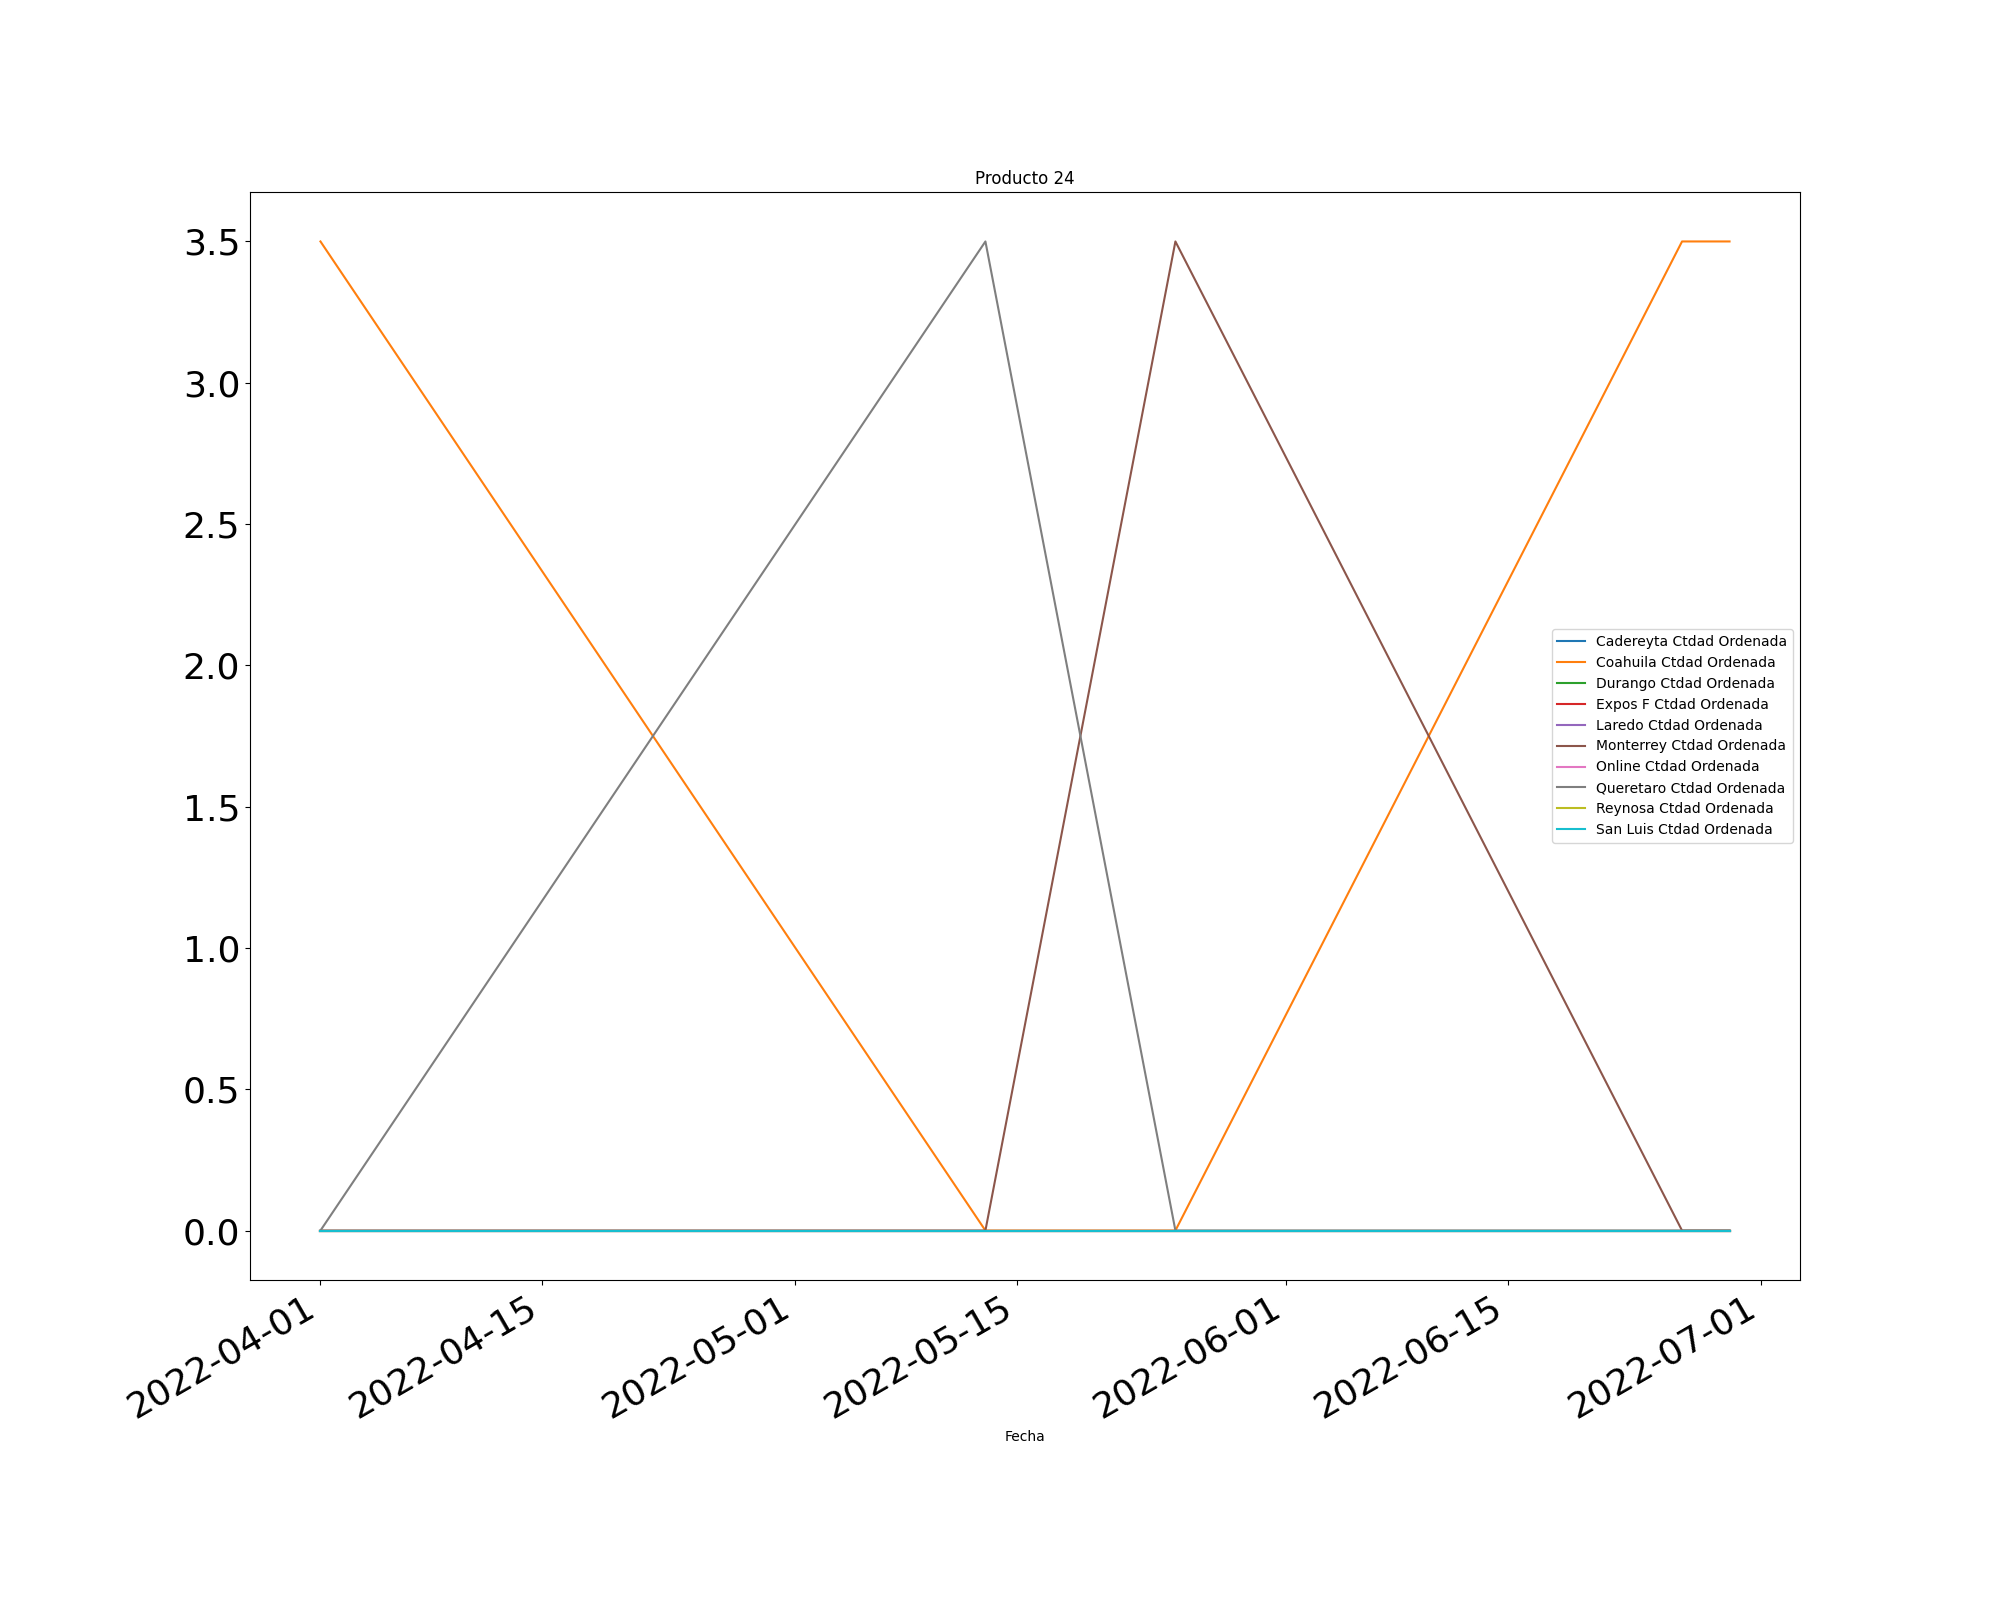 Producto 24
3.5
3.0
2.5
2.0
1.5
1.0
0.5
0.0
Cadereyta Ctdad Ordenada
Coahuila Ctdad Ordenada
Durango Ctdad Ordenada
Expos F Ctdad Ordenada
Laredo Ctdad Ordenada
Monterrey Ctdad Ordenada
Online Ctdad Ordenada
Queretaro Ctdad Ordenada
Reynosa Ctdad Ordenada
San Luis Ctdad Ordenada
2022-04-01
2022-04-15
2022-05-01
2022-05-15
2022-06-01
2022-06-15
2022-07-01
Fecha